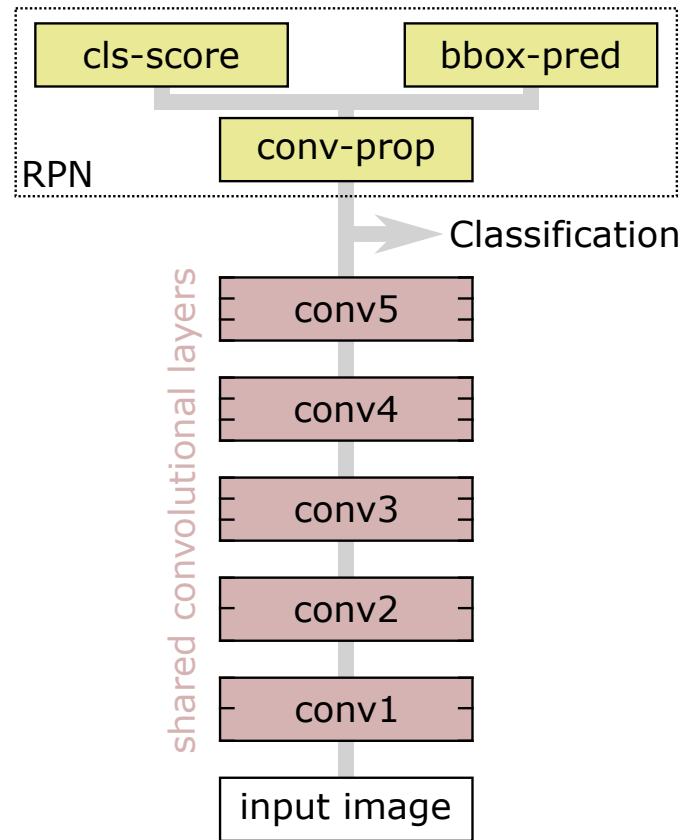 cls-score
bbox-pred
conv-prop
RPN
Classification
shared convolutional layers
conv5
conv4
conv3
conv2
conv1
input image